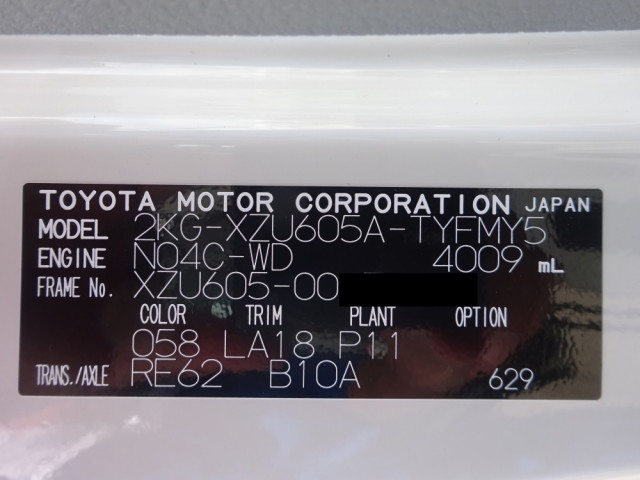 TOYOTA MOTOR CORPORATION JAPAN
MODEL 2KG-XZU605A-TYFMY5
ENGINE N04C-WD 4009 mL
FRAME No. XZU605-00
COLOR TRIM PLANT OPTION
058 LA18 P11
TRANS./AXLE RE62 B10A 629